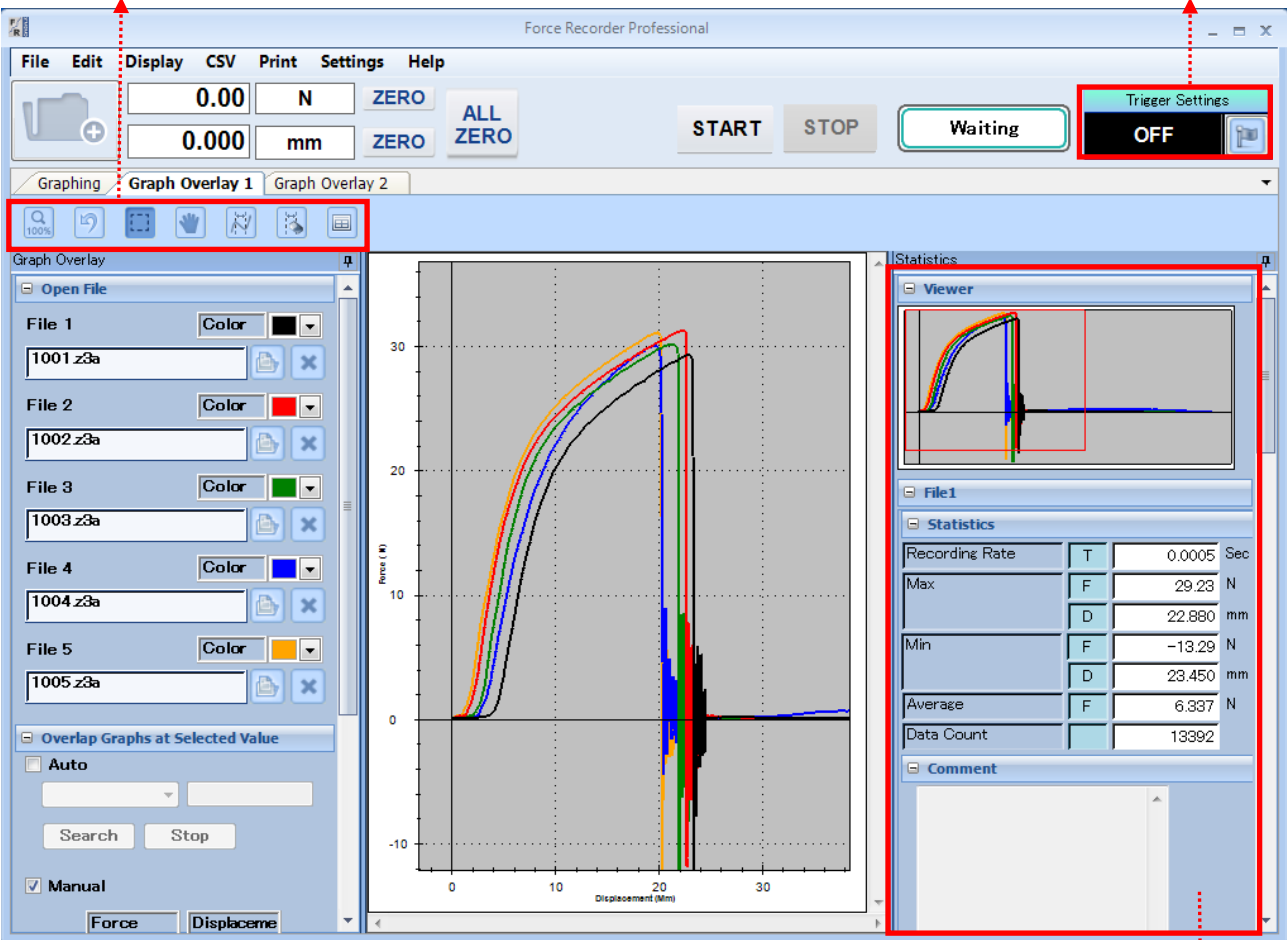 Force Recorder Professional
File Edit Display CSV Print Settings Help
0.00 N ZERO
0.000 mm ZERO
ALL ZERO
START STOP Waiting
Trigger Settings
OFF
Graphing Graph Overlay 1 Graph Overlay 2
100%
Graph Overlay
Open File
File 1 Color
1001.z3a
File 2 Color
1002.z3a
File 3 Color
1003.z3a
File 4 Color
1004.z3a
File 5 Color
1005.z3a
Overlap Graphs at Selected Value
Auto
Search Stop
Manual
Force Displaceme
30
20
10
0
-10
Force ( N)
0 10 20 30
Displacement (Mm)
Statistics
Viewer
File1
Statistics
Recording Rate T 0.0005 Sec
Max F 29.23 N
D 22.880 mm
Min F -13.29 N
D 23.450 mm
Average F 6.337 N
Data Count 13392
Comment